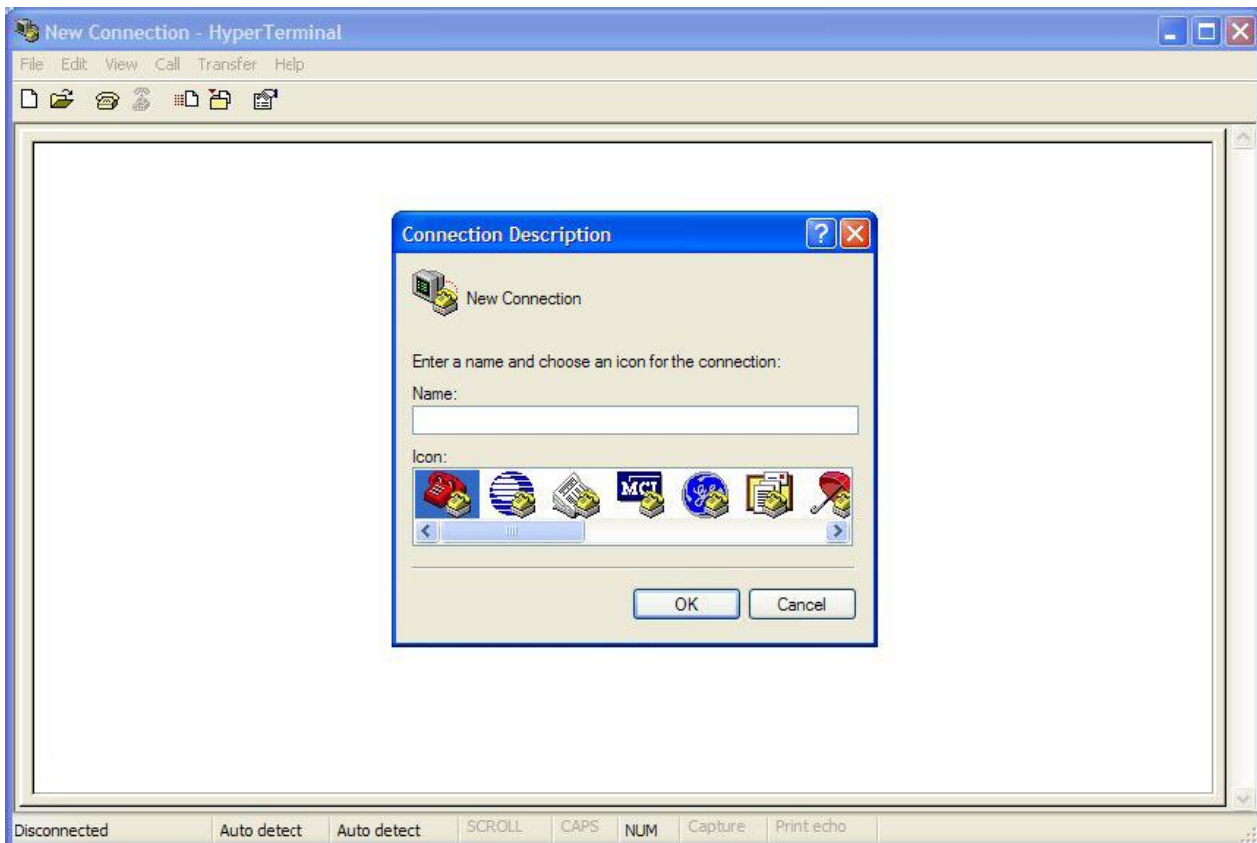 New Connection - HyperTerminal
File Edit View Call Transfer Help
Connection Description
New Connection
Enter a name and choose an icon for the connection:
Name:
Icon:
MCI
OK Cancel
Disconnected Auto detect Auto detect SCROLL CAPS NUM Capture Print echo